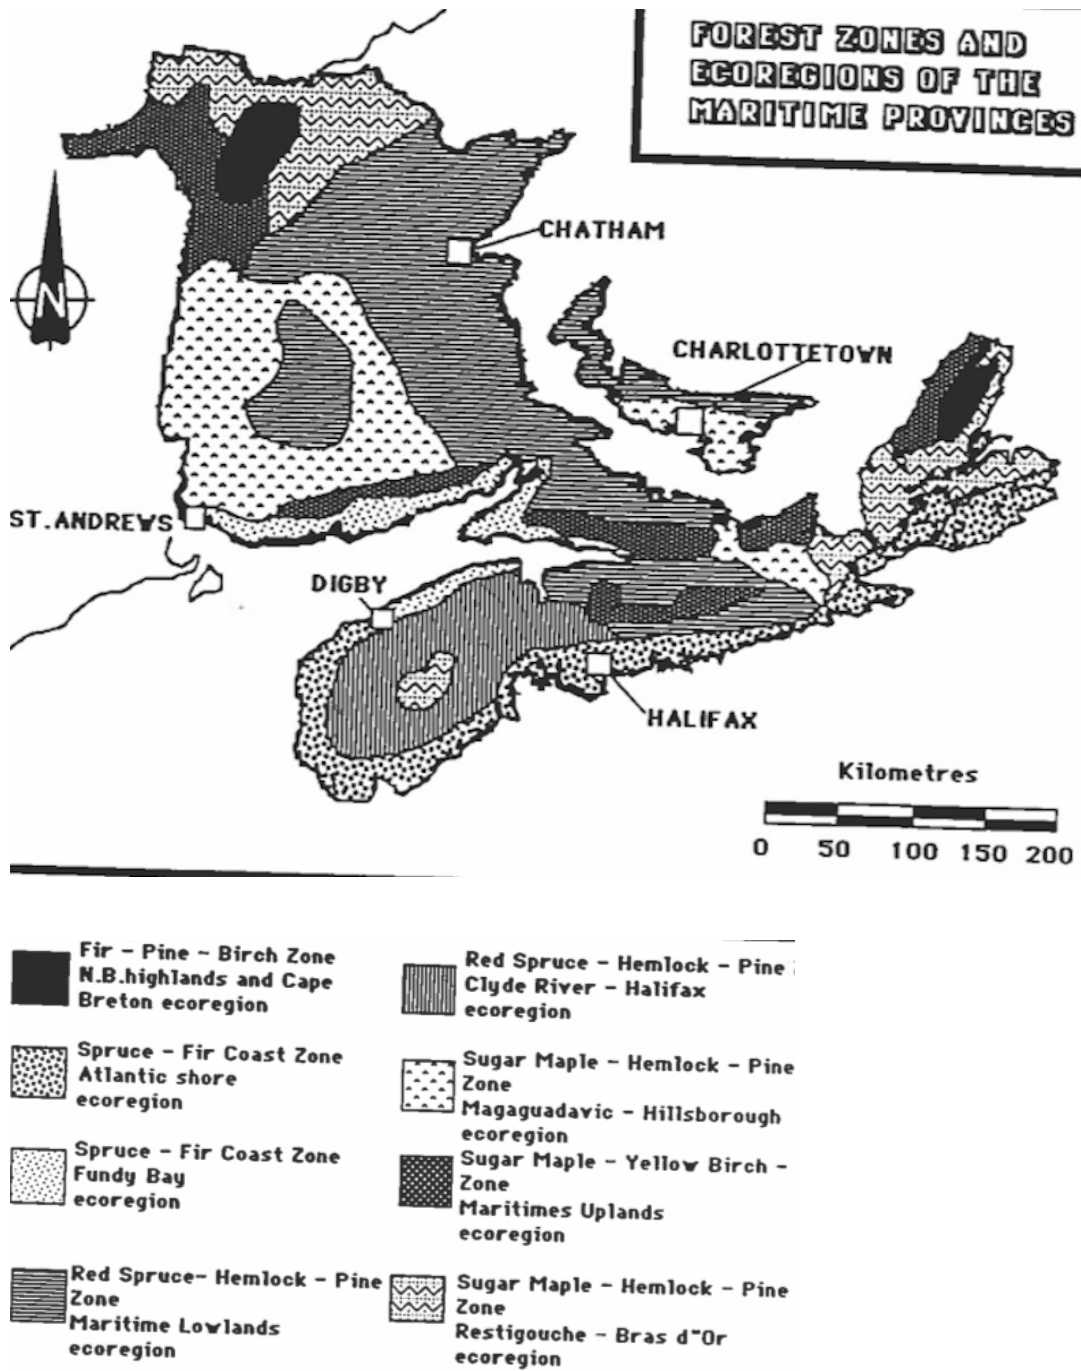 FOREST ZONES AND
ECOREGIONS OF THE
MARITIME PROVINCES
CHATHAM
CHARLOTTETOWN
ST.ANDREWS
DIGBY
HALIFAX
N
Kilometres
0 50 100 150 200
Fir - Pine - Birch Zone
N.B.highlands and Cape
Breton ecoregion
Spruce - Fir Coast Zone
Atlantic shore
ecoregion
Spruce - Fir Coast Zone
Fundy Bay
ecoregion
Red Spruce- Hemlock - Pine
Zone
Maritime Lowlands
ecoregion
Red Spruce - Hemlock - Pine
Clyde River - Halifax
ecoregion
Sugar Maple - Hemlock - Pine
Zone
Magaguadavic - Hillsborough
ecoregion
Sugar Maple - Yellow Birch -
Zone
Maritimes Uplands
ecoregion
Sugar Maple - Hemlock - Pine
Zone
Restigouche - Bras d"Or
ecoregion